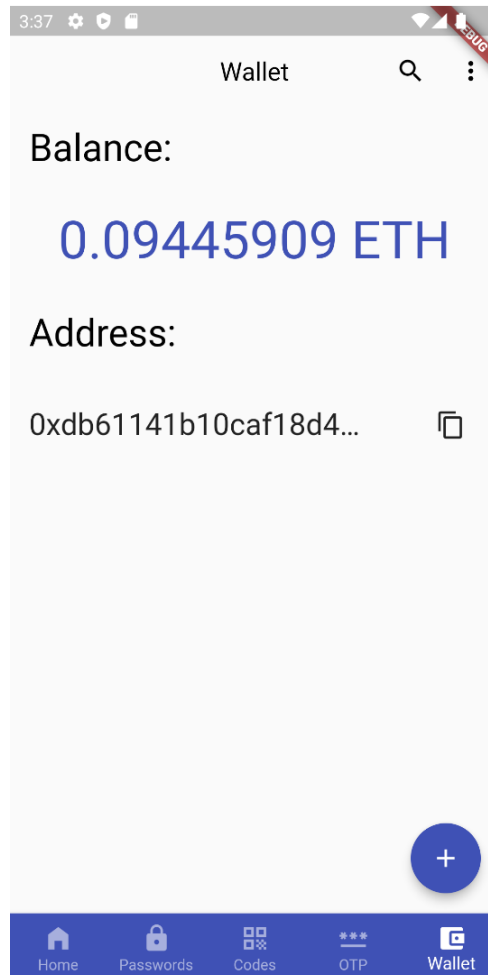 3:37
DEBUG
Wallet
Balance:
0.09445909 ETH
Address:
0xdb61141b10caf18d4...
Home Passwords Codes OTP Wallet